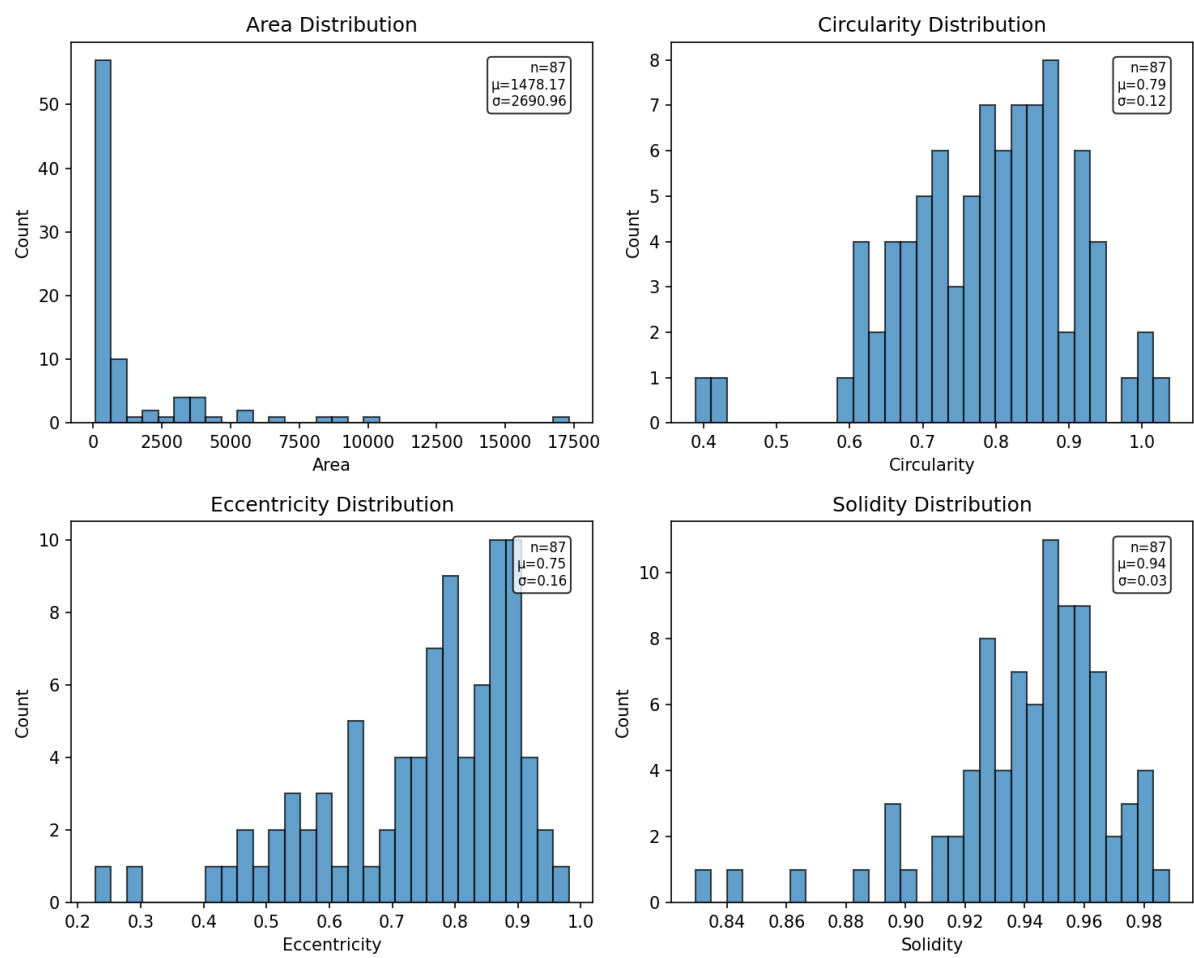 Area Distribution
n=87
μ=1478.17
σ=2690.96
50
40
30
20
10
0
Count
0 2500 5000 7500 10000 12500 15000 17500
Area
Circularity Distribution
n=87
μ=0.79
σ=0.12
8
7
6
5
4
3
2
1
0
Count
0.4 0.5 0.6 0.7 0.8 0.9 1.0
Circularity
Eccentricity Distribution
n=87
μ=0.75
σ=0.16
10
8
6
4
2
0
Count
0.2 0.3 0.4 0.5 0.6 0.7 0.8 0.9 1.0
Eccentricity
Solidity Distribution
n=87
μ=0.94
σ=0.03
10
8
6
4
2
0
Count
0.84 0.86 0.88 0.90 0.92 0.94 0.96 0.98
Solidity